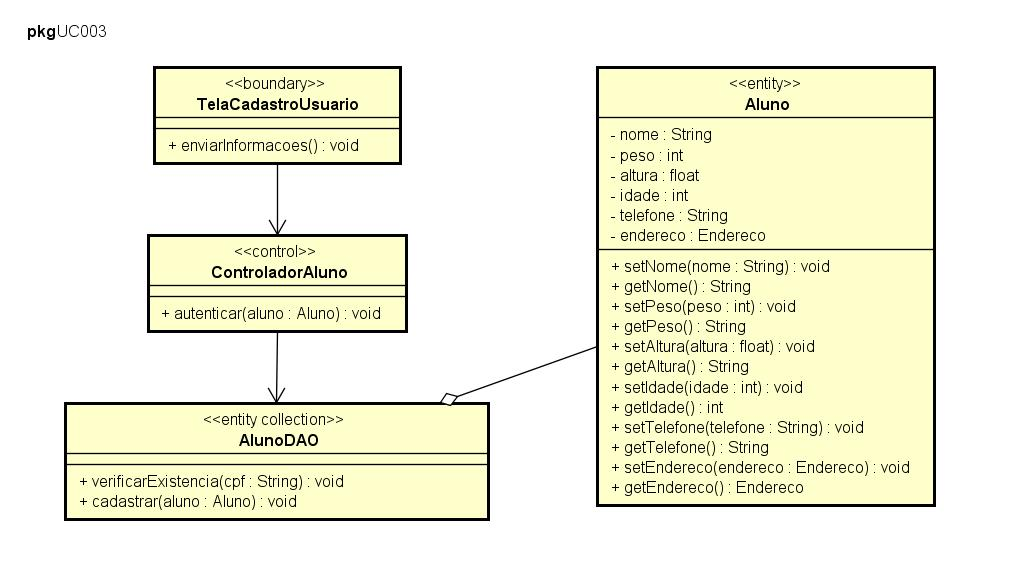 pkgUC003
<<boundary>>
TelaCadastroUsuario
+ enviarInformacoes() : void
<<control>>
ControladorAluno
+ autenticar(aluno : Aluno) : void
<<entity collection>>
AlunoDAO
+ verificarExistencia(cpf : String) : void
+ cadastrar(aluno : Aluno) : void
<<entity>>
Aluno
- nome : String
- peso : int
- altura : float
- idade : int
- telefone : String
- endereco : Endereco
+ setNome(nome : String) : void
+ getNome() : String
+ setPeso(peso : int) : void
+ getPeso() : String
+ setAltura(altura : float) : void
+ getAltura() : String
+ setIdade(idade : int) : void
+ getIdade() : int
+ setTelefone(telefone : String) : void
+ getTelefone() : String
+ setEndereco(endereco : Endereco) : void
+ getEndereco() : Endereco